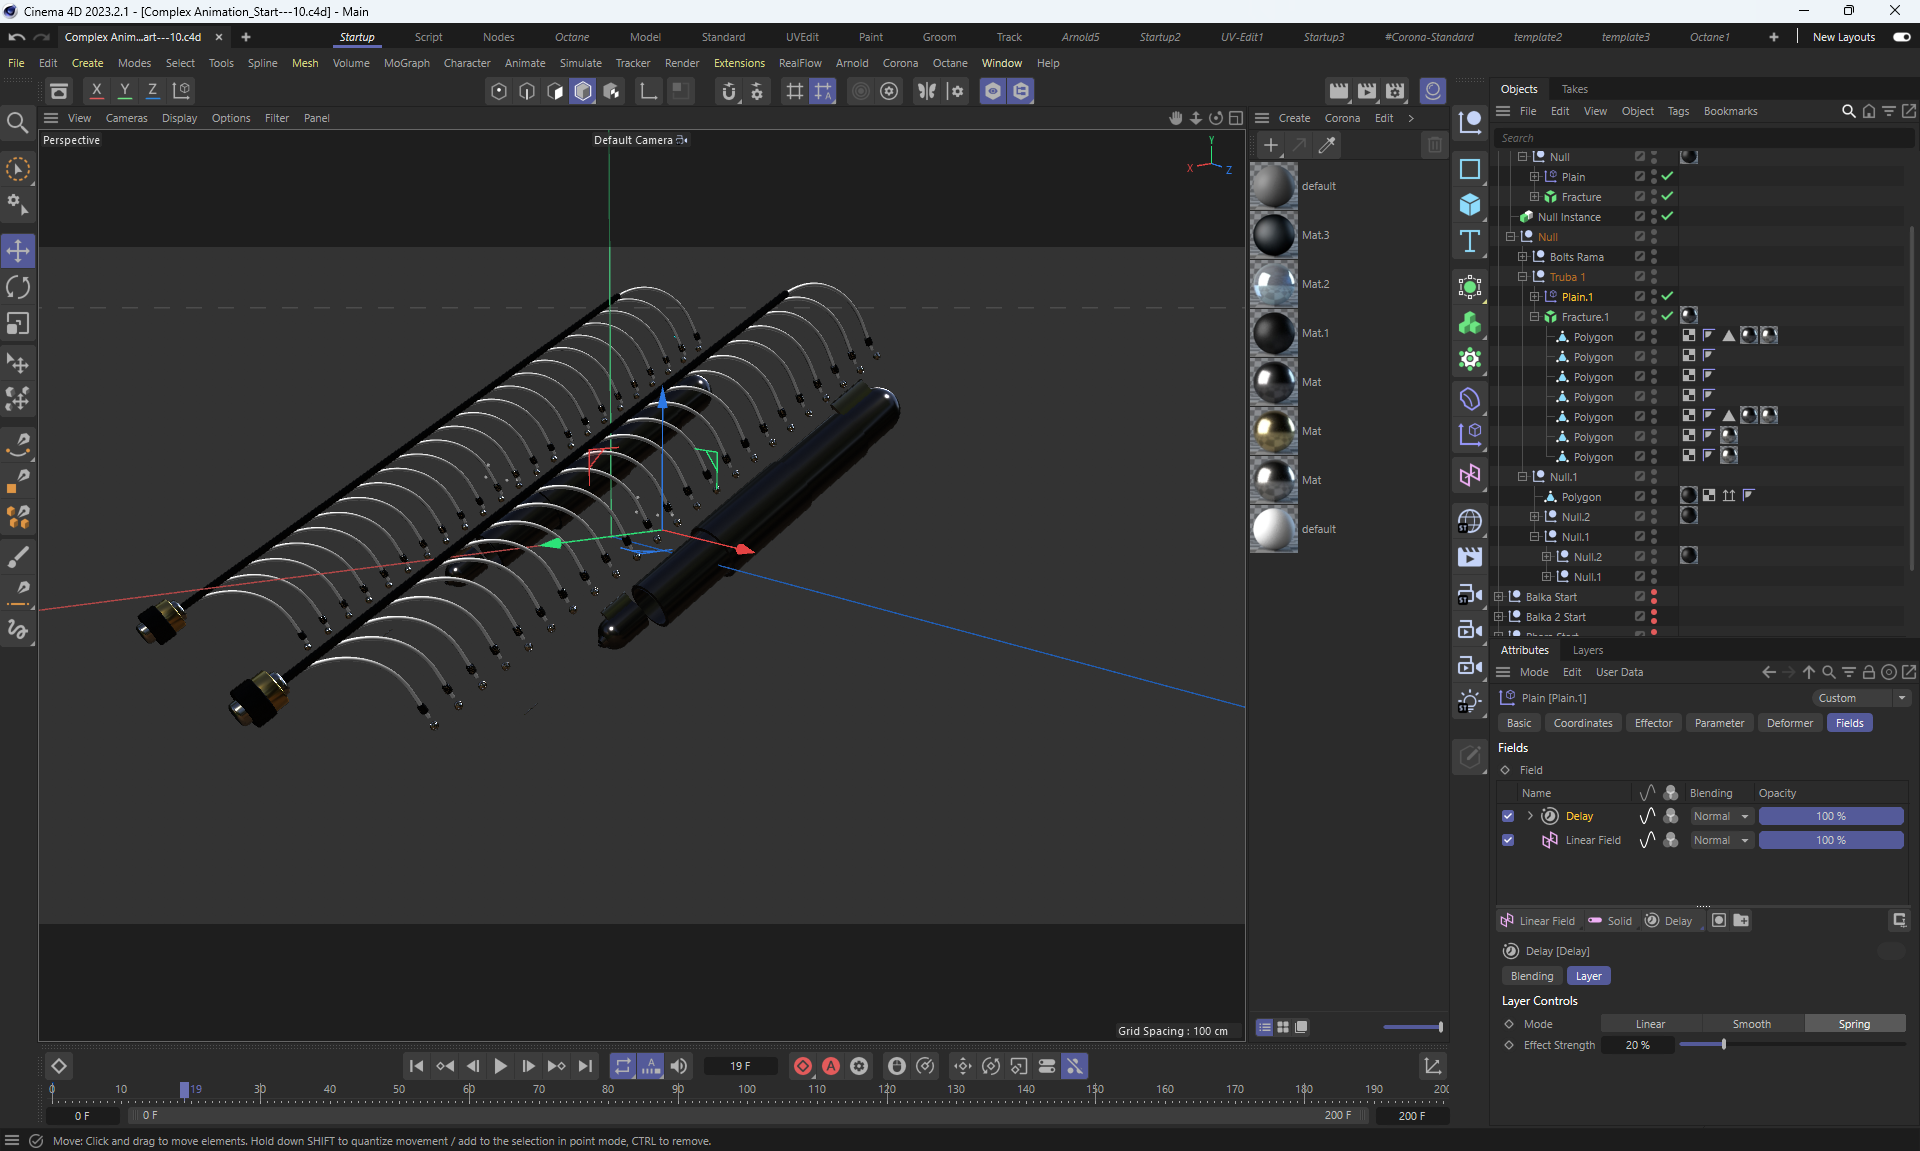 Cinema 4D 2023.2.1 - [Complex Animation_Start---10.c4d] - Main
Complex Anim...art---10.c4d
Startup Script Nodes Octane Model Standard UVEdit Paint Groom Track Arnold5 Startup2 UV-Edit1 Startup3 #Corona-Standard template2 template3 Octane1 New Layouts
File Edit Create Modes Select Tools Spline Mesh Volume MoGraph Character Animate Simulate Tracker Render Extensions RealFlow Arnold Corona Octane Window Help
X Y Z
View Cameras Display Options Filter Panel
Perspective
Default Camera
Y
X
Z
Grid Spacing : 100 cm
Create Corona Edit
default
Mat.3
Mat.2
Mat.1
Mat
Mat
Mat
default
Objects Takes
File Edit View Object Tags Bookmarks
Search
Null
Plain
Fracture
Null Instance
Null
Bolts Rama
Truba 1
Plain.1
Fracture.1
Polygon
Polygon
Polygon
Polygon
Polygon
Polygon
Polygon
Null.1
Polygon
Null.2
Null.1
Null.2
Null.1
Balka Start
Balka 2 Start
Attributes Layers
Mode Edit User Data
Plain [Plain.1]
Custom
Basic Coordinates Effector Parameter Deformer Fields
Fields
Field
Name Blending Opacity
Delay Normal 100 %
Linear Field Normal 100 %
Linear Field Solid Delay
Delay [Delay]
Blending Layer
Layer Controls
Mode Linear Smooth Spring
Effect Strength 20 %
19 F
0 10 19 30 40 50 60 70 80 90 100 110 120 130 140 150 160 170 180 190 200
0 F 0 F 200 F 200 F
Move: Click and drag to move elements. Hold down SHIFT to quantize movement / add to the selection in point mode, CTRL to remove.